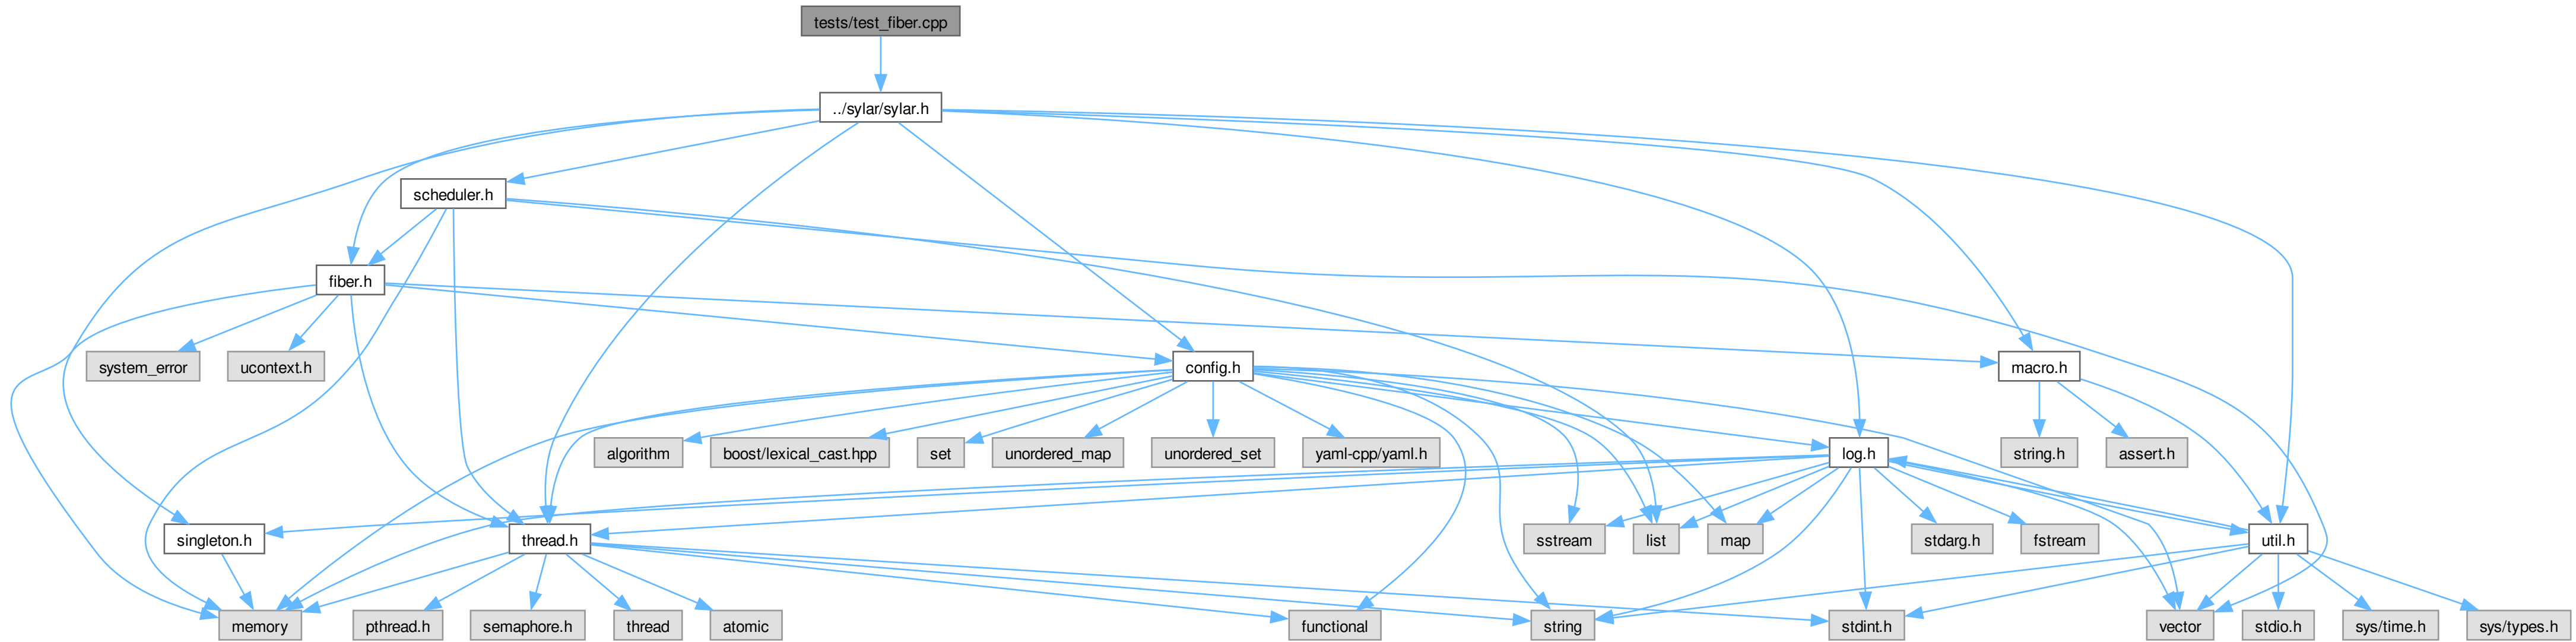 tests/test_fiber.cpp
../sylar/sylar.h
scheduler.h
fiber.h
system_error
ucontext.h
config.h
macro.h
algorithm
boost/lexical_cast.hpp
set
unordered_map
unordered_set
yaml-cpp/yaml.h
log.h
string.h
assert.h
singleton.h
thread.h
sstream
list
map
stdarg.h
fstream
util.h
memory
pthread.h
semaphore.h
thread
atomic
functional
string
stdint.h
vector
stdio.h
sys/time.h
sys/types.h